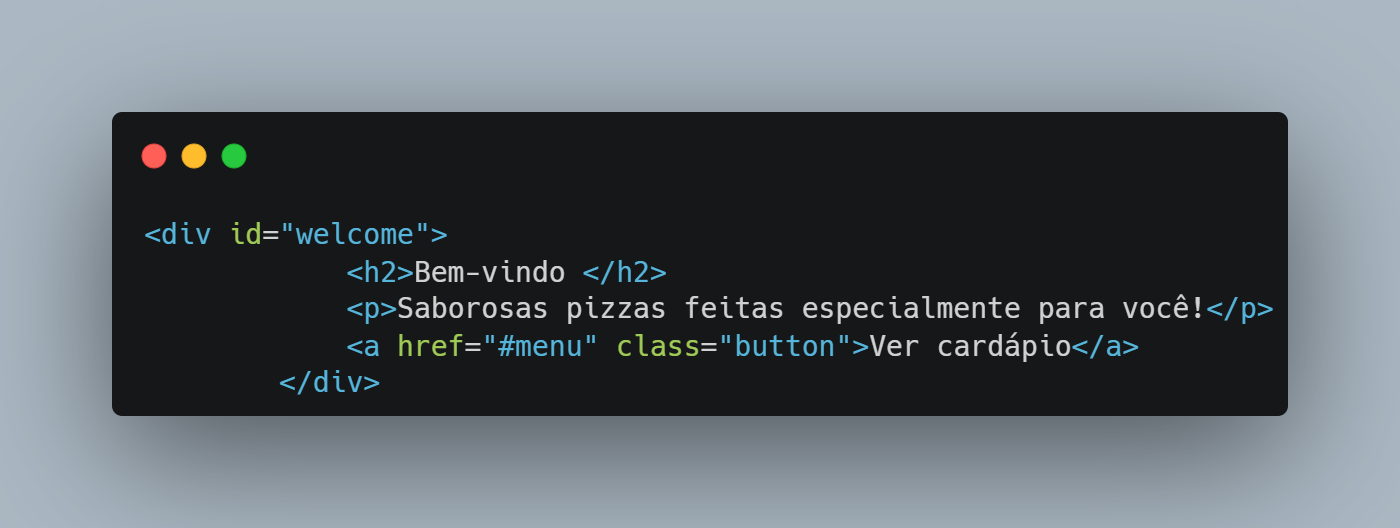 <div id="welcome">
            <h2>Bem-vindo </h2>
            <p>Saborosas pizzas feitas especialmente para você!</p>
            <a href="#menu" class="button">Ver cardápio</a>
        </div>